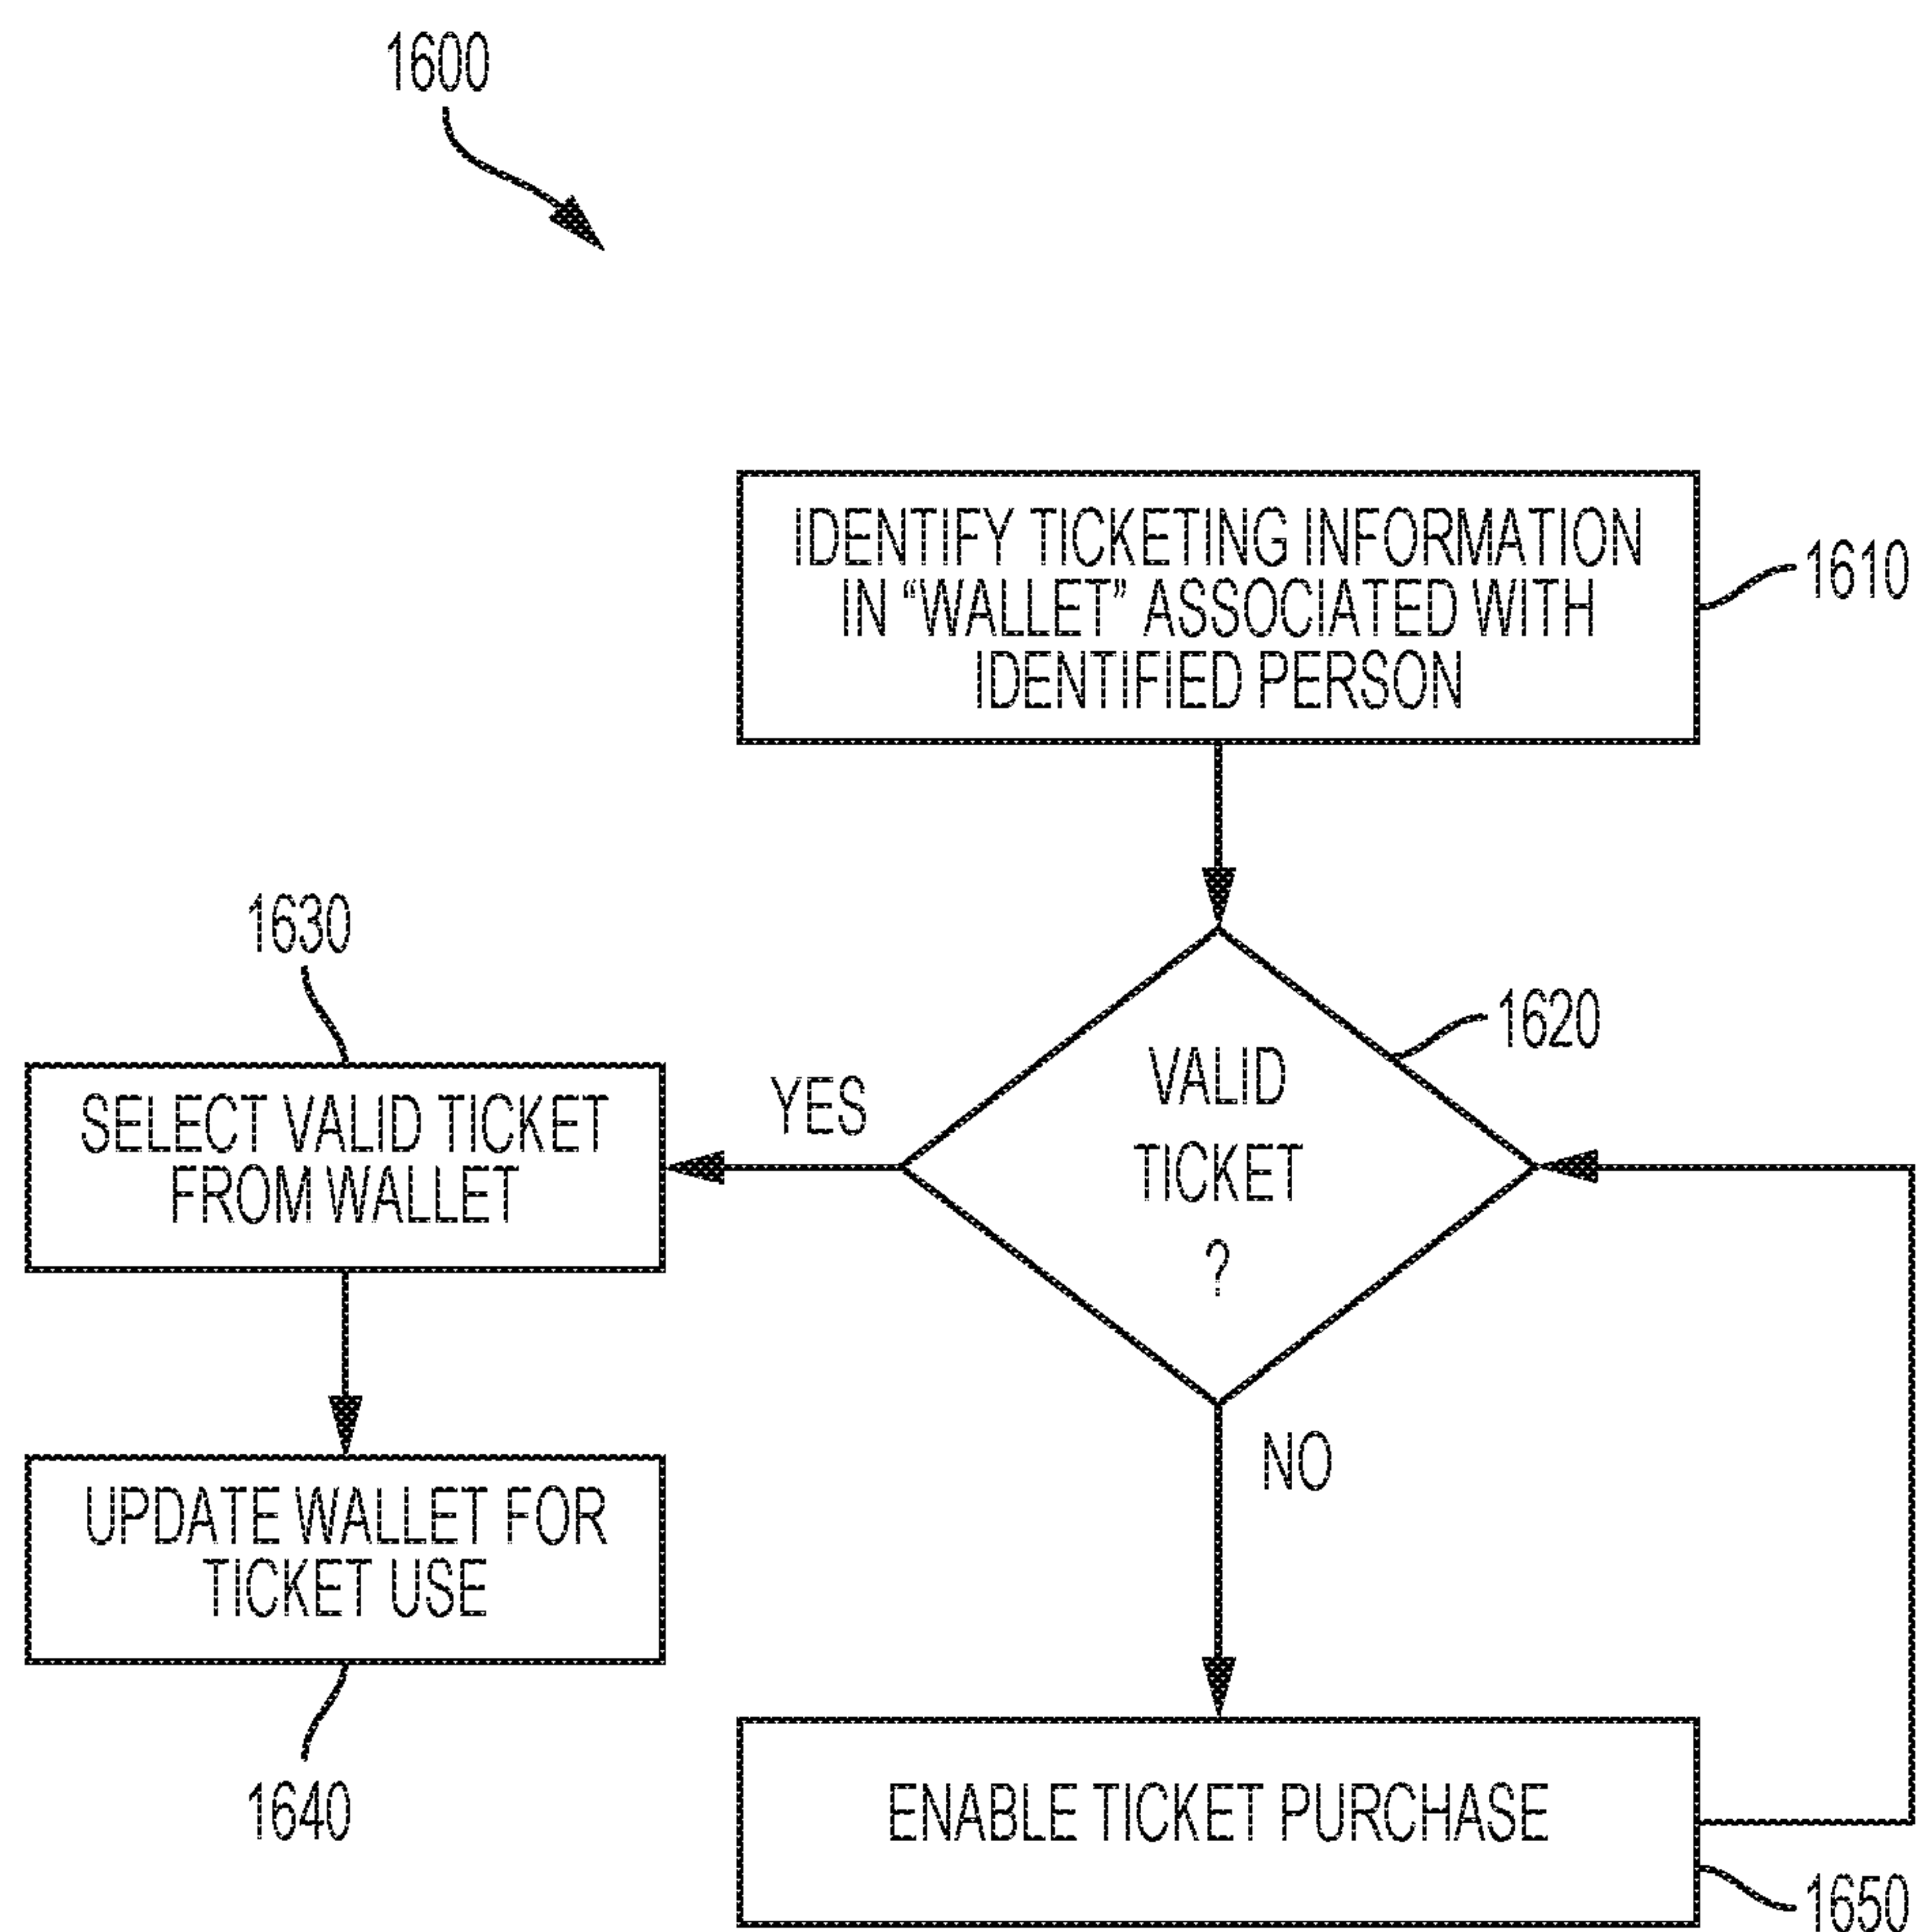 1600
IDENTIFY TICKETING INFORMATION
IN “WALLET” ASSOCIATED WITH
IDENTIFIED PERSON
1610
1630
1620
VALID
TICKET
?
YES
SELECT VALID TICKET
FROM WALLET
NO
UPDATE WALLET FOR
TICKET USE
1640
ENABLE TICKET PURCHASE
1650